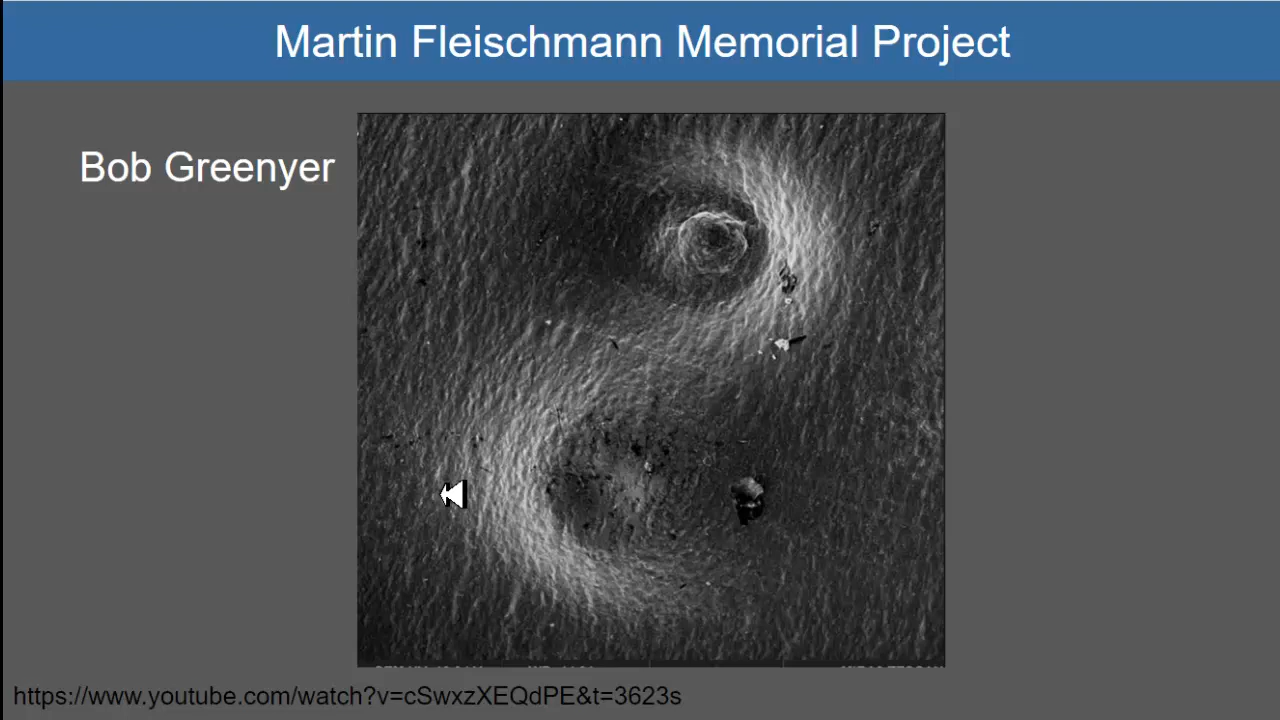 Martin Fleischmann Memorial Project
Bob Greenyer
https://www.youtube.com/watch?v=cSwxzXEQdPE&t=3623s